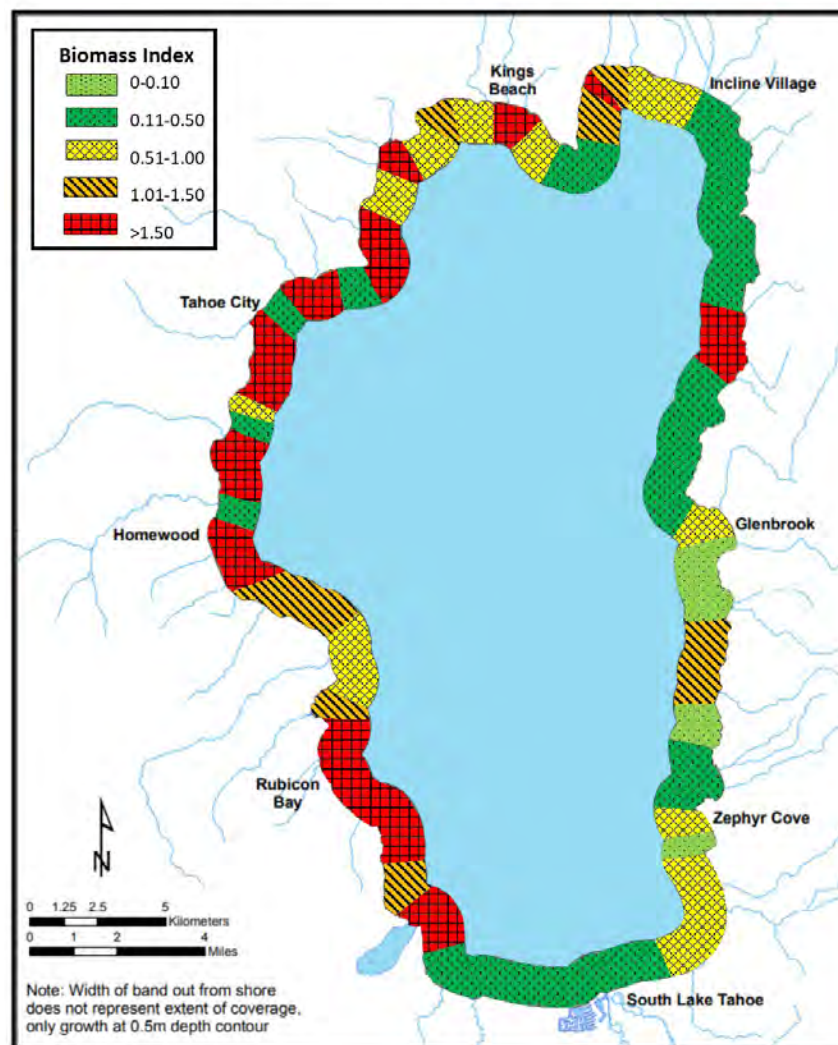 Biomass Index
0-0.10
0.11-0.50
0.51-1.00
1.01-1.50
>1.50
Kings
Beach
Incline Village
Tahoe City
Homewood
Glenbrook
Rubicon
Bay
Zephyr Cove
South Lake Tahoe
N
0 1.25 2.5 5
Kilometers
0 1 2 4
Miles
Note: Width of band out from shore
does not represent extent of coverage,
only growth at 0.5m depth contour